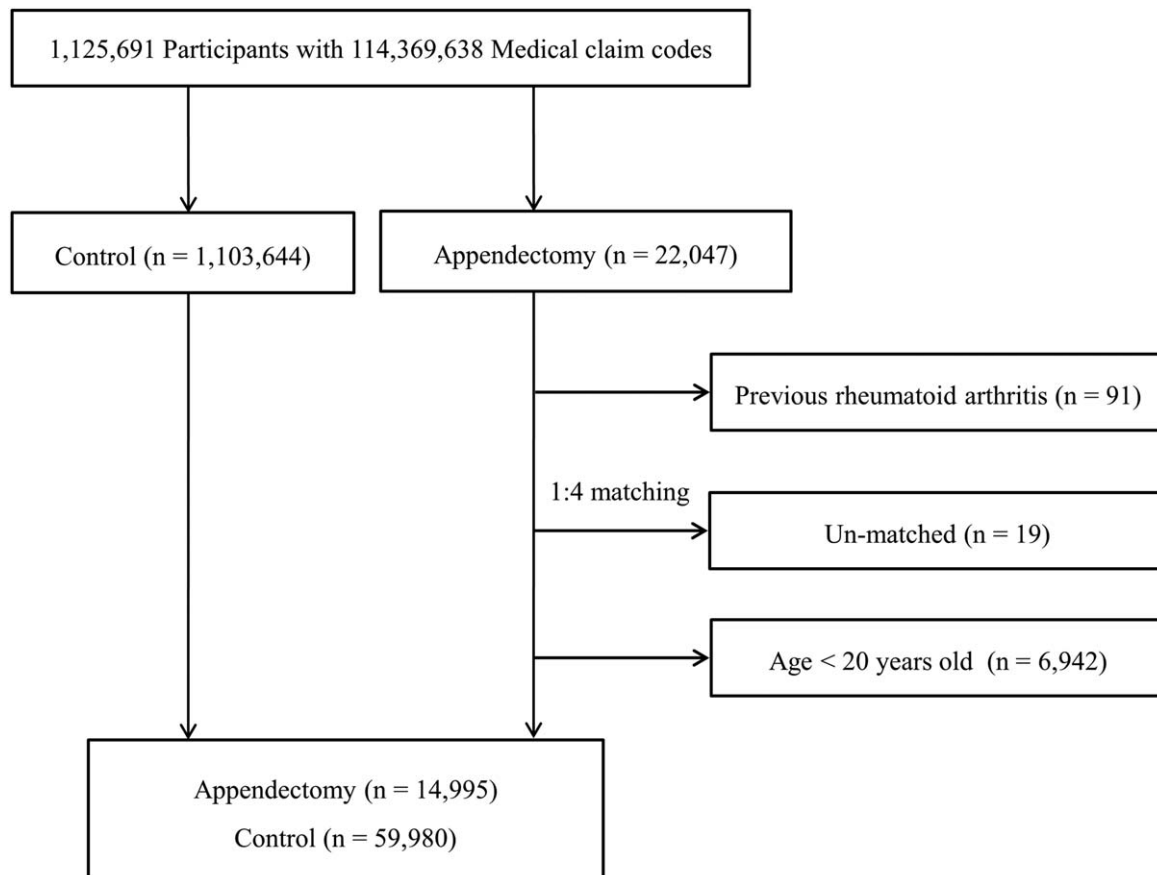 1,125,691 Participants with 114,369,638 Medical claim codes
Control (n = 1,103,644)
Appendectomy (n = 22,047)
Previous rheumatoid arthritis (n = 91)
1:4 matching
Un-matched (n = 19)
Age < 20 years old (n = 6,942)
Appendectomy (n = 14,995)
Control (n = 59,980)